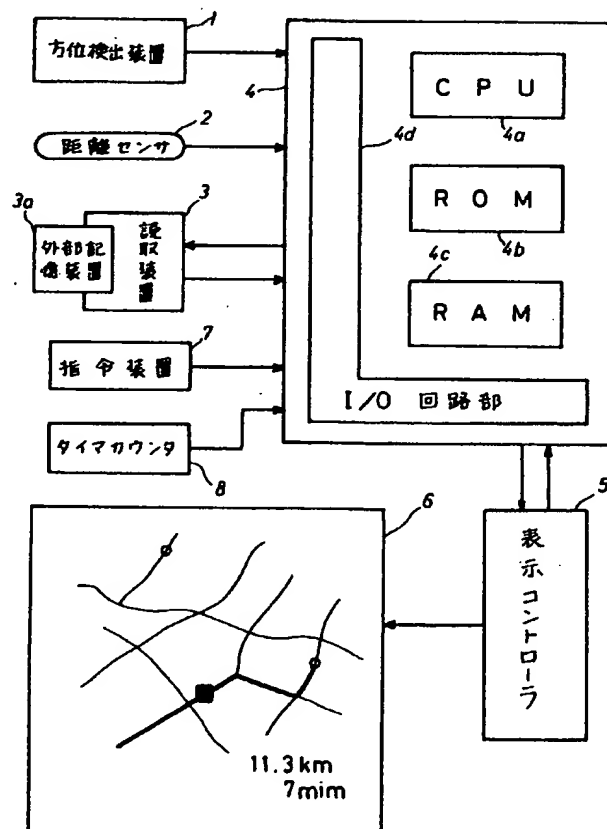 1
方位検出装置
2
距離センサ
3a
3
外部記
憶装置
読取装置
7
指令装置
タイマカウンタ
8
4
4d
CPU
4a
ROM
4b
4c
RAM
I/O 回路部
5
表示コントローラ
6
11.3km
7mim